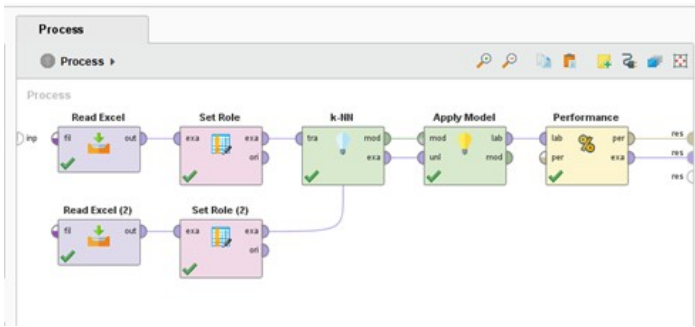 Process
Process
Process
Read Excel
Set Role
k-NN
Apply Model
Performance
inp
fil
out
exa
exa
ori
tra
mod
exa
mod
lab
unl
mod
lab
per
per
exa
res
res
res
Read Excel (2)
Set Role (2)
fil
out
exa
exa
ori